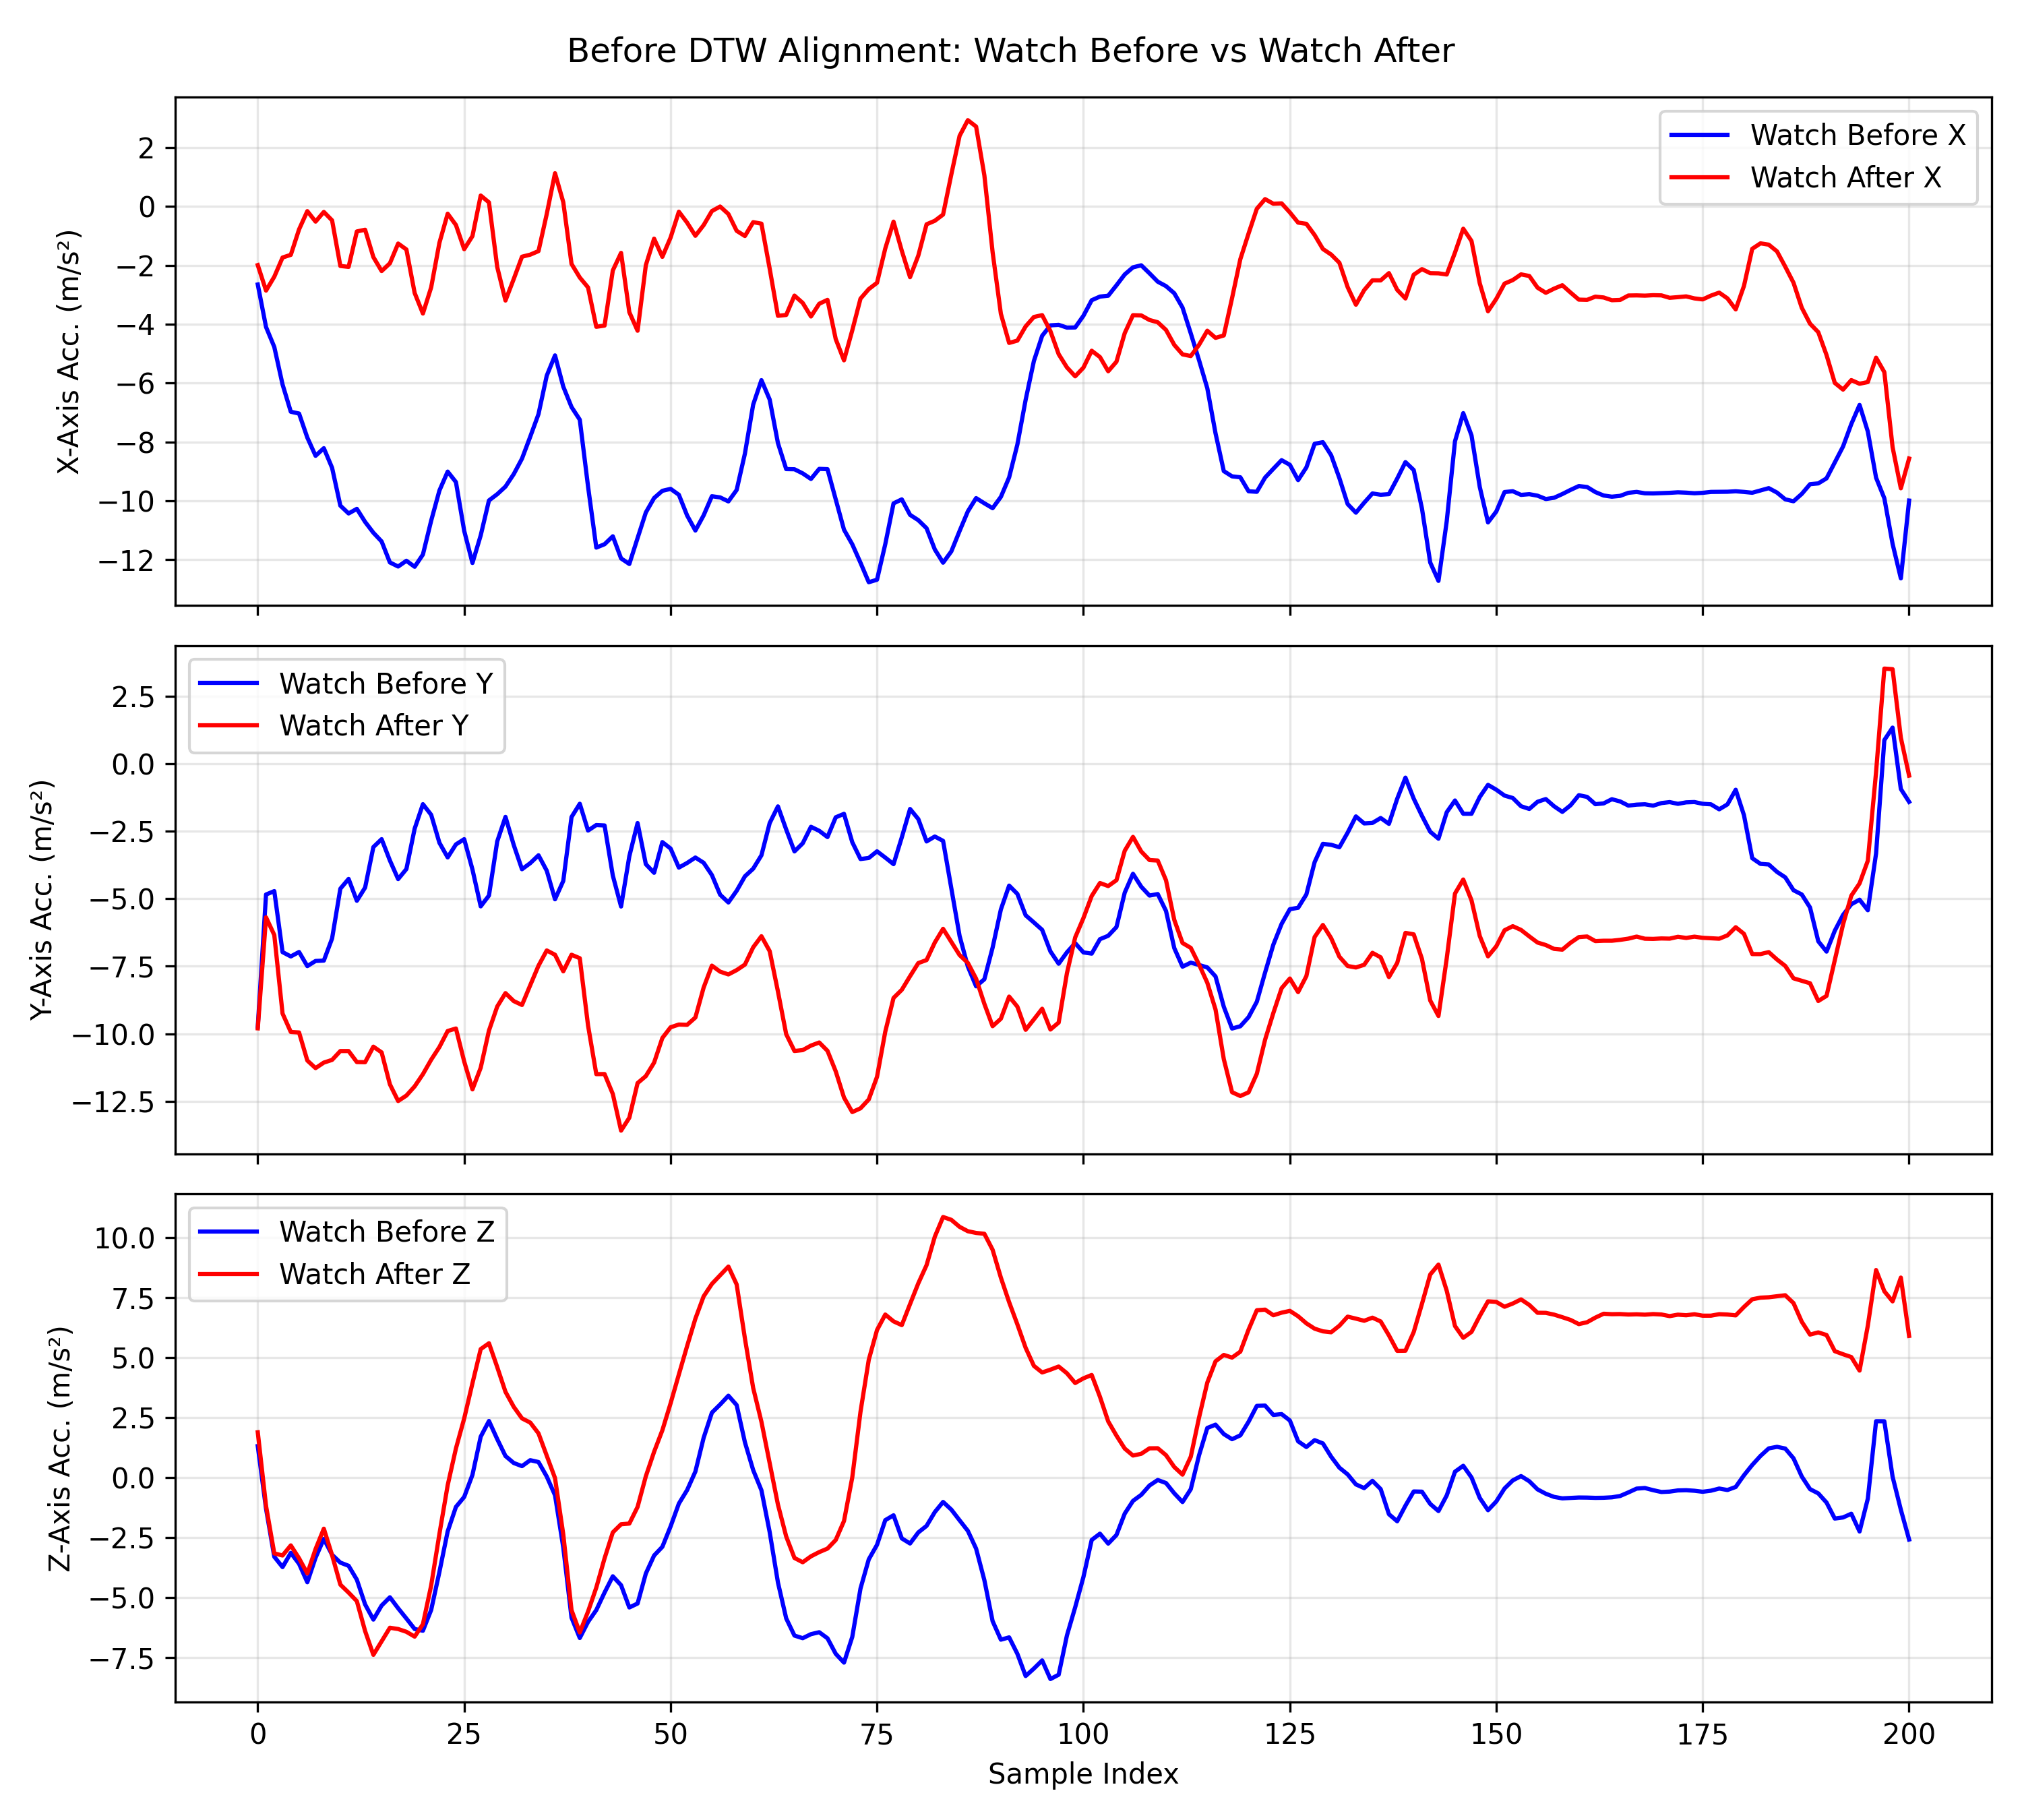 Before DTW Alignment: Watch Before vs Watch After
X-Axis Acc. (m/s²)
2
0
−2
−4
−6
−8
−10
−12
Watch Before X
Watch After X
Y-Axis Acc. (m/s²)
2.5
0.0
−2.5
−5.0
−7.5
−10.0
−12.5
Watch Before Y
Watch After Y
Z-Axis Acc. (m/s²)
10.0
7.5
5.0
2.5
0.0
−2.5
−5.0
−7.5
Watch Before Z
Watch After Z
0 25 50 75 100 125 150 175 200
Sample Index